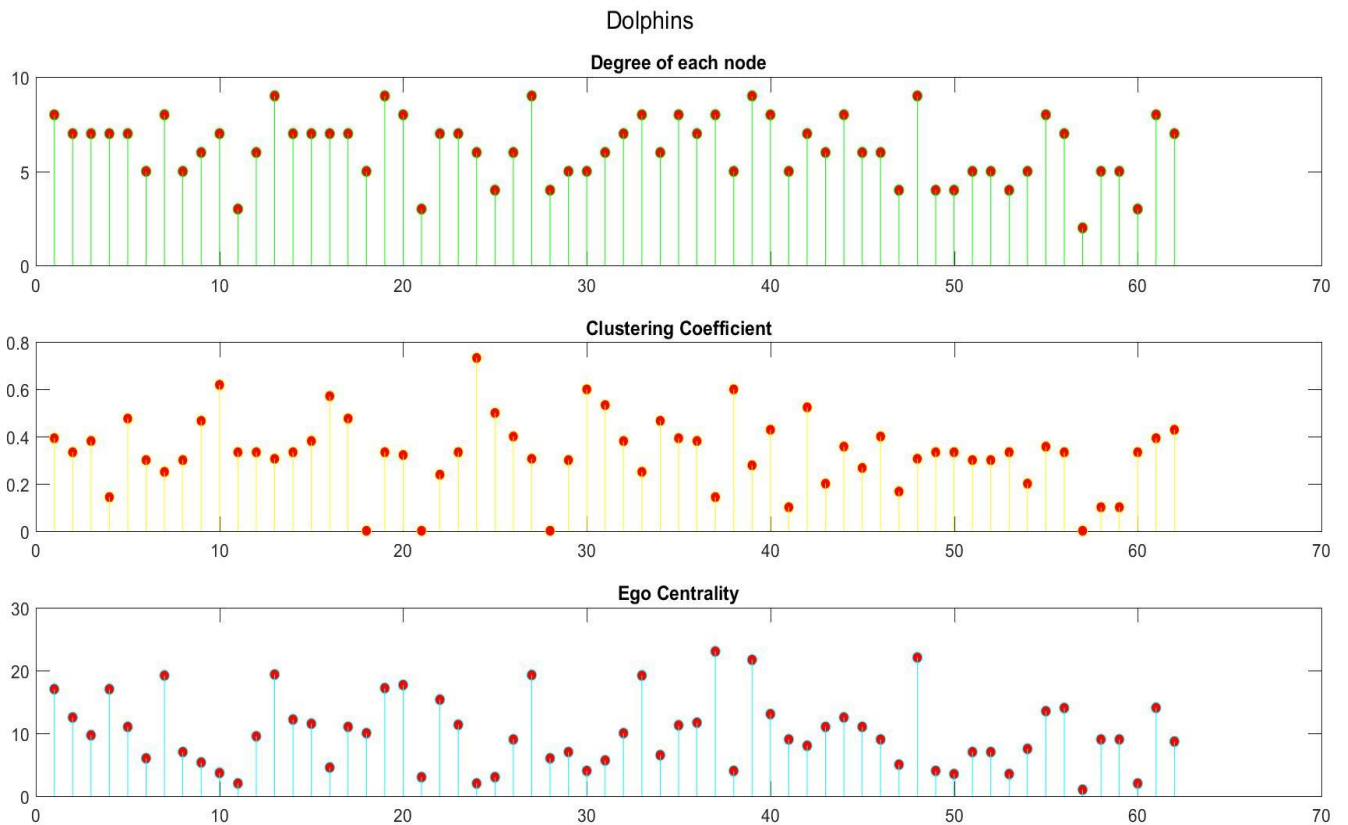 Dolphins
Degree of each node
10
5
0
0 10 20 30 40 50 60 70
Clustering Coefficient
0.8
0.6
0.4
0.2
0
0 10 20 30 40 50 60 70
Ego Centrality
30
20
10
0
0 10 20 30 40 50 60 70